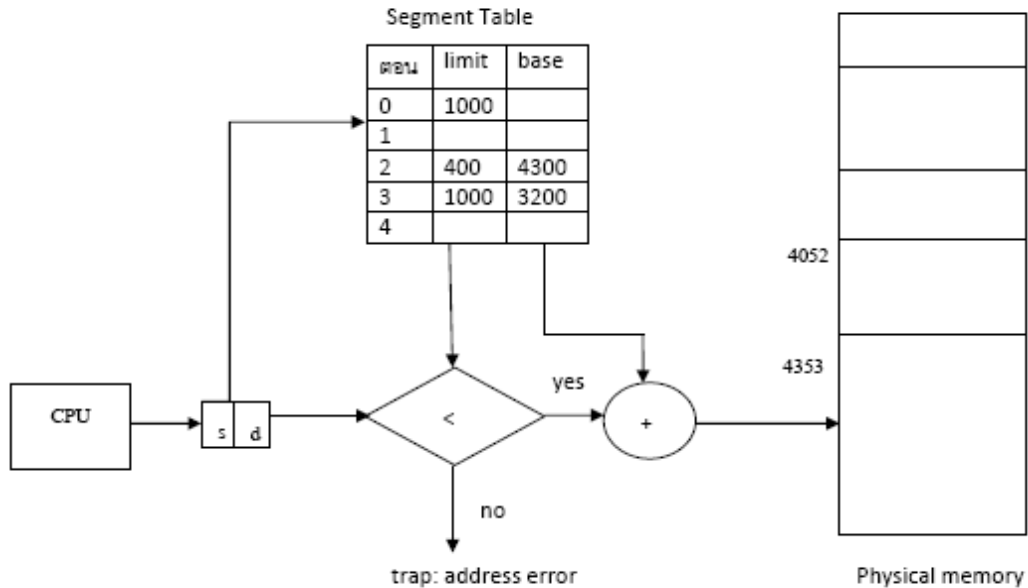 Segment Table
ตอน limit base
0 1000
1
2 400 4300
3 1000 3200
4
4052
4353
CPU
s d
<
yes
+
no
trap: address error
Physical memory